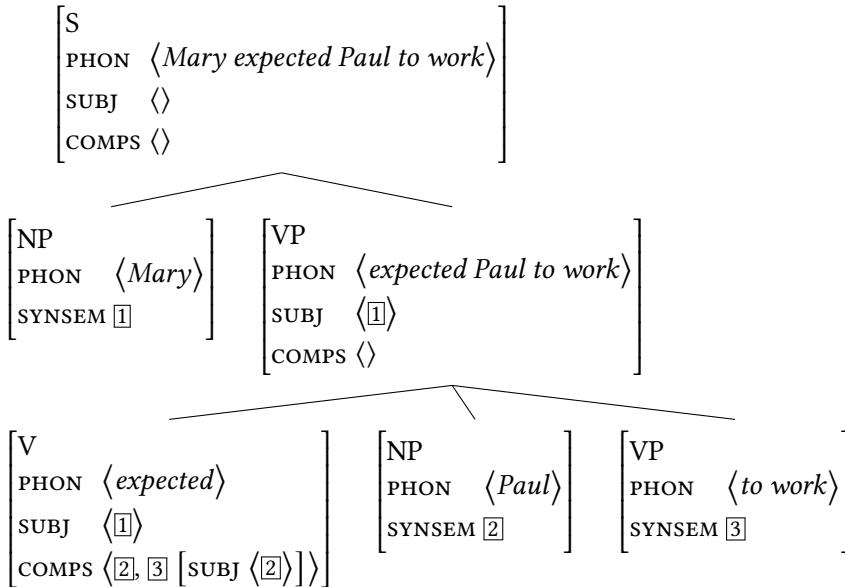 S
PHON ⟨Mary expected Paul to work⟩
SUBJ ⟨⟩
COMPS ⟨⟩
NP
PHON ⟨Mary⟩
SYNSEM 1
VP
PHON ⟨expected Paul to work⟩
SUBJ ⟨1⟩
COMPS ⟨⟩
V
PHON ⟨expected⟩
SUBJ ⟨1⟩
COMPS ⟨2, 3 [SUBJ ⟨2⟩]⟩
NP
PHON ⟨Paul⟩
SYNSEM 2
VP
PHON ⟨to work⟩
SYNSEM 3